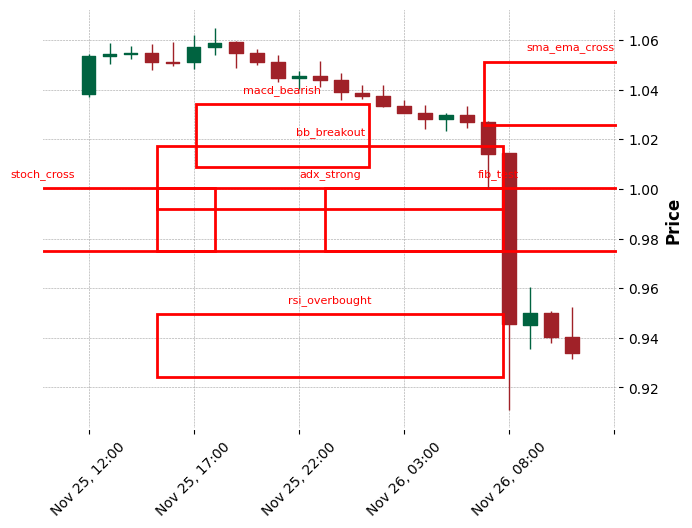 sma_ema_cross
1.06
macd_bearish
1.04
bb_breakout
1.02
stoch_cross
adx_strong
1.00
Price
0.98
0.96
rsi_overbought
0.94
0.92
Nov 25, 12:00
Nov 25, 17:00
Nov 25, 22:00
Nov 26, 03:00
Nov 26, 08:00